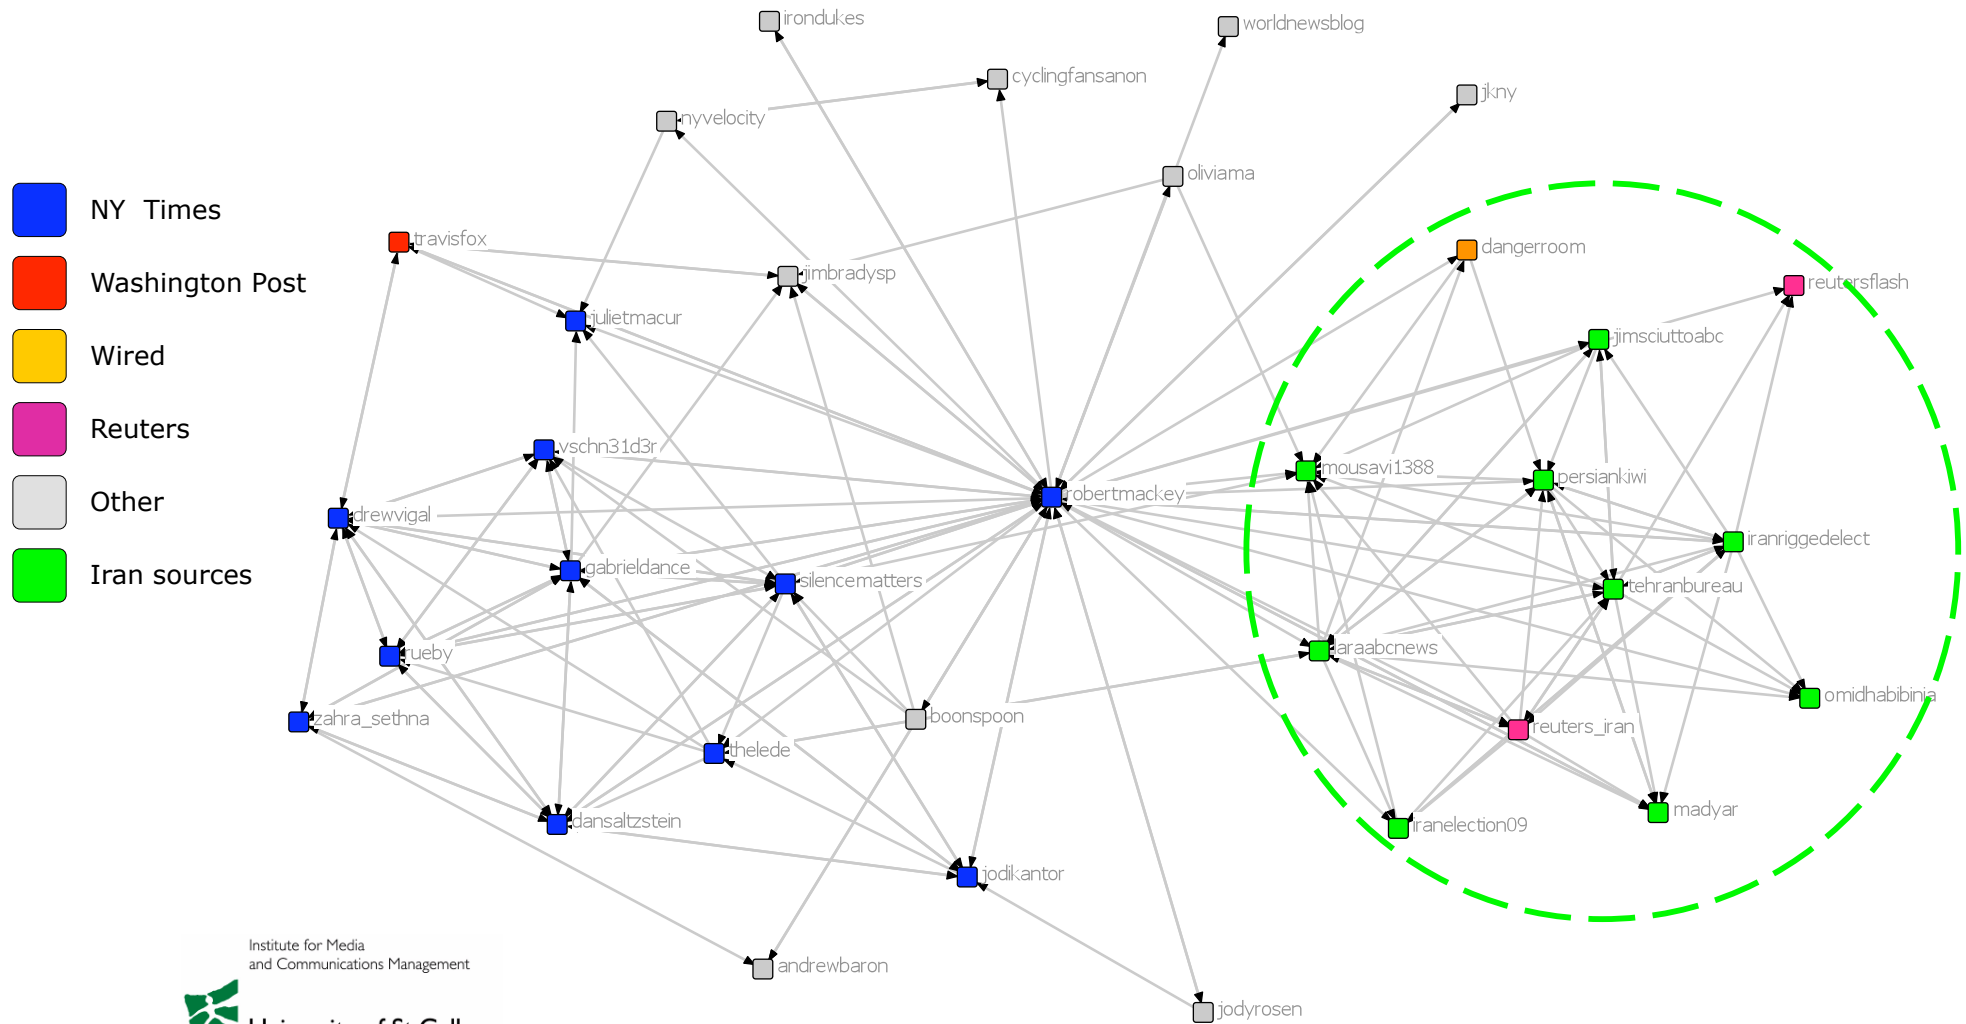 irondukes
worldnewsblog
cyclingfansanon
jkny
nyvelocity
oliviama
NY Times
travisfox
dangerroom
jimbradysp
Washington Post
reutersflash
julietmacur
jimsciuttoabc
Wired
Reuters
vschn31d3r
mousavi1388
persiankiwi
robertmackey
Other
drewvigal
iranriggedelect
Iran sources
gabrieldance
silencematters
tehranbureau
rueby
laraabcnews
omidhabibinia
zahra_sethna
boonspoon
reuters_iran
thelede
madyar
dansaltzstein
iranelection09
jodikantor
Institute for Media
and Communications Management
andrewbaron
jodyrosen